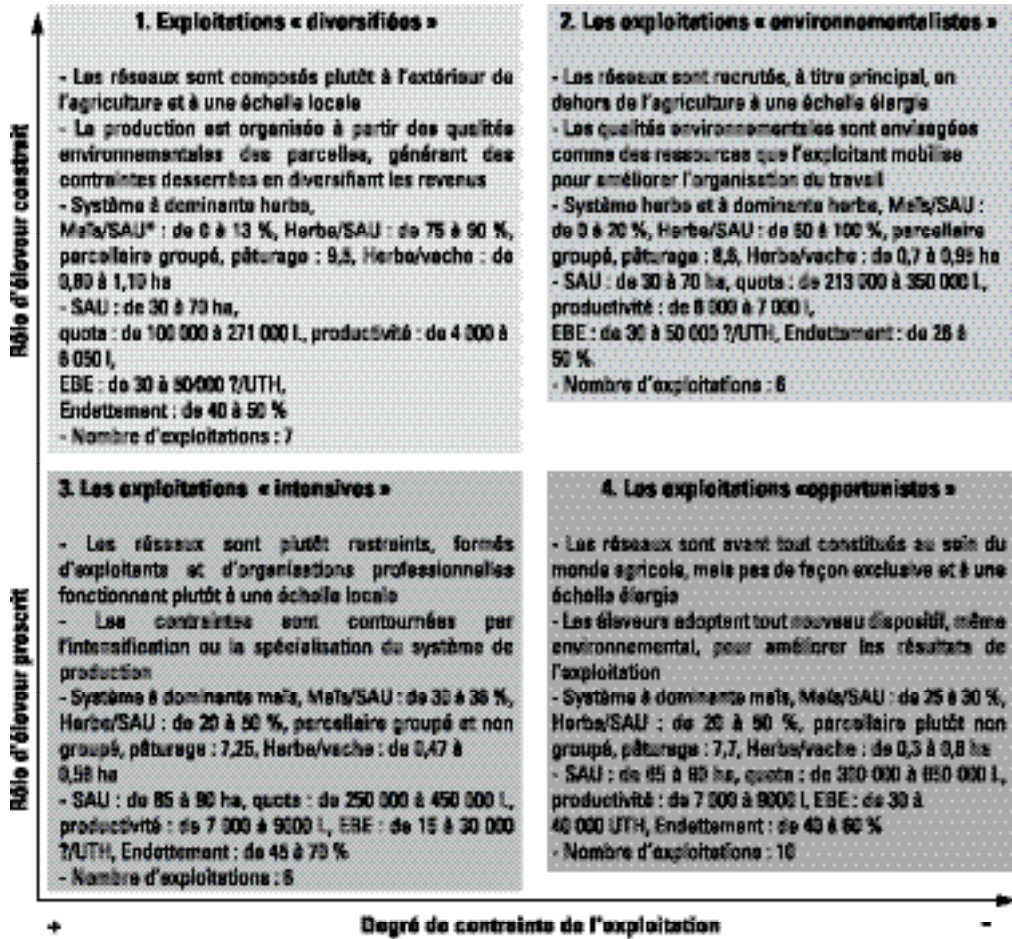 1. Exploitations « diversifiées »
- Les réseaux sont composés plutôt à l'extérieur de
l'agriculture et à une échelle locale
- La production est organisée à partir des qualités
environnementales des parcelles, générant des
contraintes desserrées en diversifiant les revenus
- Système à dominante herbe,
Maïs/SAU* : de 0 à 13 %, Herbe/SAU : de 75 à 90 %,
parcellaire groupé, pâturage : 9,5, Herbe/vache : de
0,80 à 1,10 ha
- SAU : de 30 à 70 ha,
quota : de 100 000 à 271 000 l., productivité : de 4 000 à
6 050 l,
EBE : de 30 à 50 000 ?/UTH,
Endettement : de 40 à 50 %
- Nombre d'exploitations : 7
2. Les exploitations « environnementalistes »
- Les réseaux sont recrutés, à titre principal, en
dehors de l'agriculture à une échelle élargie
- Les qualités environnementales sont envisagées
comme des ressources que l'exploitant mobilise
pour améliorer l'organisation du travail
- Système herbe et à dominante herbe, Maïs/SAU :
de 0 à 20 %, Herbe/SAU : de 60 à 100 %, parcellaire
groupé, pâturage : 8,6, Herbe/vache : de 0,7 à 0,95 ha
- SAU : de 30 à 70 ha, quota : de 213 000 à 350 000 l.,
productivité : de 6 000 à 7 000 l,
EBE : de 30 à 50 000 ?/UTH, Endettement : de 28 à
50 %.
- Nombre d'exploitations : 6
3. Les exploitations « intensives »
- Les réseaux sont plutôt restraints, formés
d'exploitants et d'organisations professionnelles
fonctionnant plutôt à une échelle locale
- Les contraintes sont contournées par
l'intensification ou la spécialisation du système de
production
- Système à dominante maïs, Maïs/SAU : de 30 à 36 %,
Herbe/SAU : de 20 à 50 %, parcellaire groupé et non
groupé, pâturage : 7,25, Herbe/vache : de 0,47 à
0,58 ha
- SAU : de 85 à 90 ha, quota : de 250 000 à 450 000 l.,
productivité : de 7 000 à 9000 l., EBE : de 15 à 30 000
?/UTH, Endettement : de 45 à 70 %
- Nombre d'exploitations : 6
4. Les exploitations «opportunistes »
- Les réseaux sont avant tout constitués au sein du
monde agricole, mais pas de façon exclusive et à une
échelle élargie
- Les éleveurs adoptent tout nouveau dispositif, même
environnemental, pour améliorer les résultats de
l'exploitation
- Système à dominante maïs, Maïs/SAU : de 25 à 30 %,
Herbe/SAU : de 20 à 60 %, parcellaire plutôt non
groupé, pâturage : 7,7, Herbe/vache : de 0,3 à 0,8 ha
- SAU : de 65 à 80 ha, quota : de 300 000 à 650 000 l.,
productivité : de 7 000 à 9000 l, EBE : de 30 à
40 000 UTH, Endettement : de 40 à 60 %
- Nombre d'exploitations : 10
Rôle d'éleveur construit
Rôle d'éleveur prescrit
+ Degré de contrainte de l'exploitation -